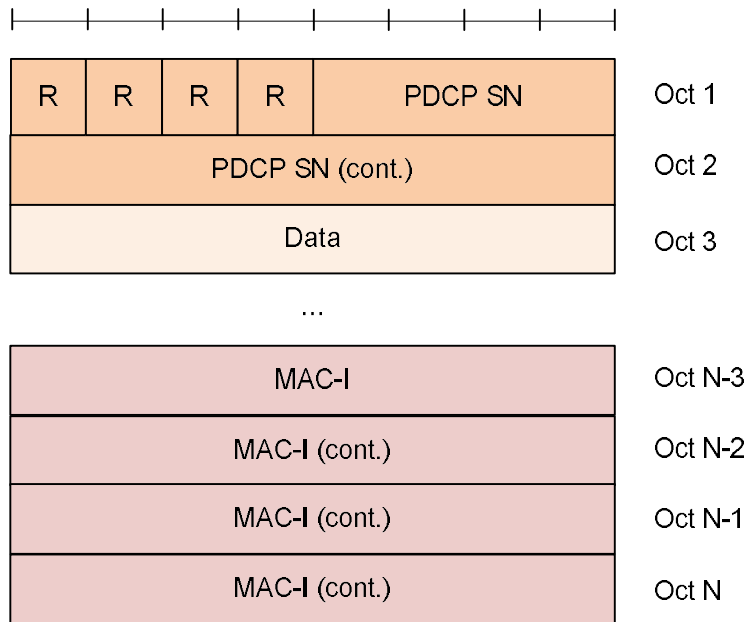 R R R R PDCP SN Oct 1
PDCP SN (cont.) Oct 2
Data Oct 3
...
MAC-I Oct N-3
MAC-I (cont.) Oct N-2
MAC-I (cont.) Oct N-1
MAC-I (cont.) Oct N